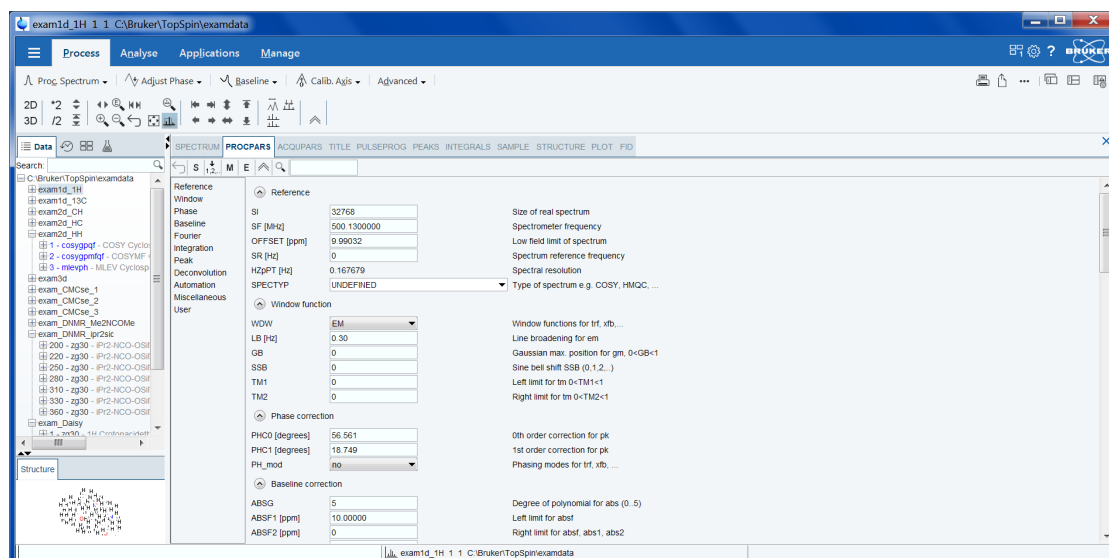 exam1d_1H 1 1 C:\Bruker\TopSpin\examdata
Process Analyse Applications Manage
? BRUKER
Proc. Spectrum Adjust Phase Baseline Calib. Axis Advanced
2D *2
3D /2
Data
SPECTRUM PROCPARS ACQUPARS TITLE PULSEPROG PEAKS INTEGRALS SAMPLE STRUCTURE PLOT FID
Search:
S 1,2.. M E
C:\Bruker\TopSpin\examdata
exam1d_1H
exam1d_13C
exam2d_CH
exam2d_HC
exam2d_HH
1 - cosygpqf - COSY Cyclos
2 - cosygpmfqf - COSYMF
3 - mlevph - MLEV Cyclosp
exam3d
exam_CMCse_1
exam_CMCse_2
exam_CMCse_3
exam_DNMR_Me2NCOMe
exam_DNMR_ipr2sic
200 - zg30 - iPr2-NCO-OSi
220 - zg30 - iPr2-NCO-OSi
250 - zg30 - iPr2-NCO-OSi
280 - zg30 - iPr2-NCO-OSi
310 - zg30 - iPr2-NCO-OSi
330 - zg30 - iPr2-NCO-OSi
360 - zg30 - iPr2-NCO-OSi
exam_Daisy
1 - zg30 - 1H Crotonacideth
Structure
Reference
Window
Phase
Baseline
Fourier
Integration
Peak
Deconvolution
Automation
Miscellaneous
User
Reference
SI 32768 Size of real spectrum
SF [MHz] 500.1300000 Spectrometer frequency
OFFSET [ppm] 9.99032 Low field limit of spectrum
SR [Hz] 0 Spectrum reference frequency
HZpPT [Hz] 0.167679 Spectral resolution
SPECTYP UNDEFINED Type of spectrum e.g. COSY, HMQC, ...
Window function
WDW EM Window functions for trf, xfb,...
LB [Hz] 0.30 Line broadening for em
GB 0 Gaussian max. position for gm, 0<GB<1
SSB 0 Sine bell shift SSB (0,1,2,..)
TM1 0 Left limit for tm 0<TM1<1
TM2 0 Right limit for tm 0<TM2<1
Phase correction
PHC0 [degrees] 56.561 0th order correction for pk
PHC1 [degrees] 18.749 1st order correction for pk
PH_mod no Phasing modes for trf, xfb, ...
Baseline correction
ABSG 5 Degree of polynomial for abs (0..5)
ABSF1 [ppm] 10.00000 Left limit for absf
ABSF2 [ppm] 0 Right limit for absf, abs1, abs2
exam1d_1H 1 1 C:\Bruker\TopSpin\examdata